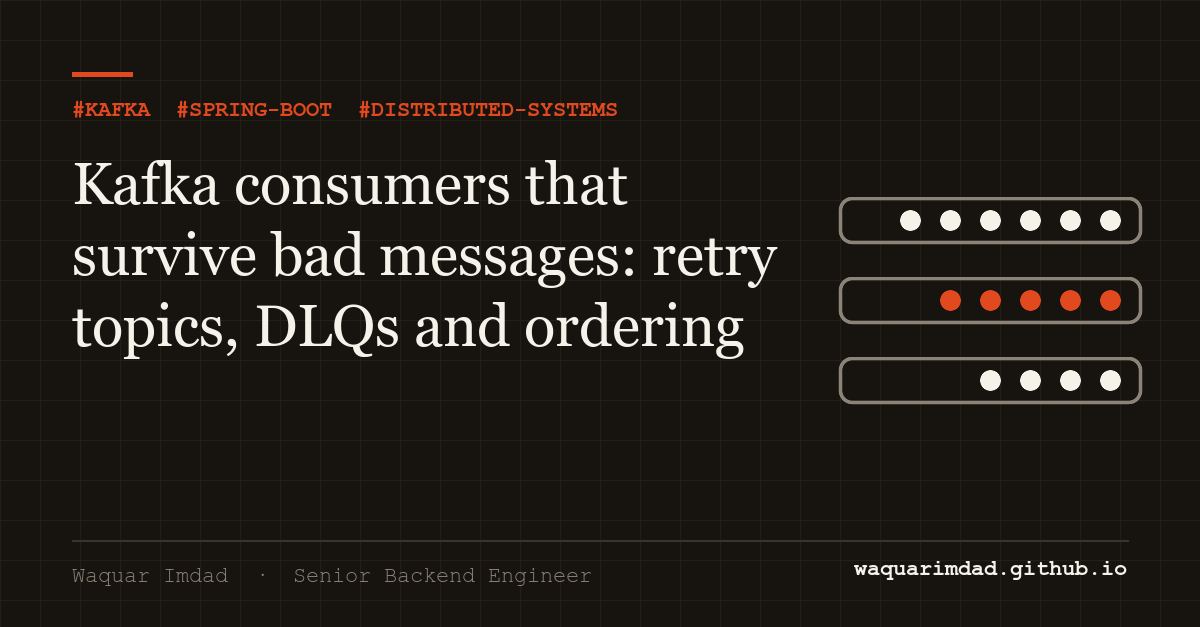 #KAFKA #SPRING-BOOT #DISTRIBUTED-SYSTEMS
Kafka consumers that
survive bad messages: retry
topics, DLQs and ordering
Waquar Imdad · Senior Backend Engineer
waquarimdad.github.io